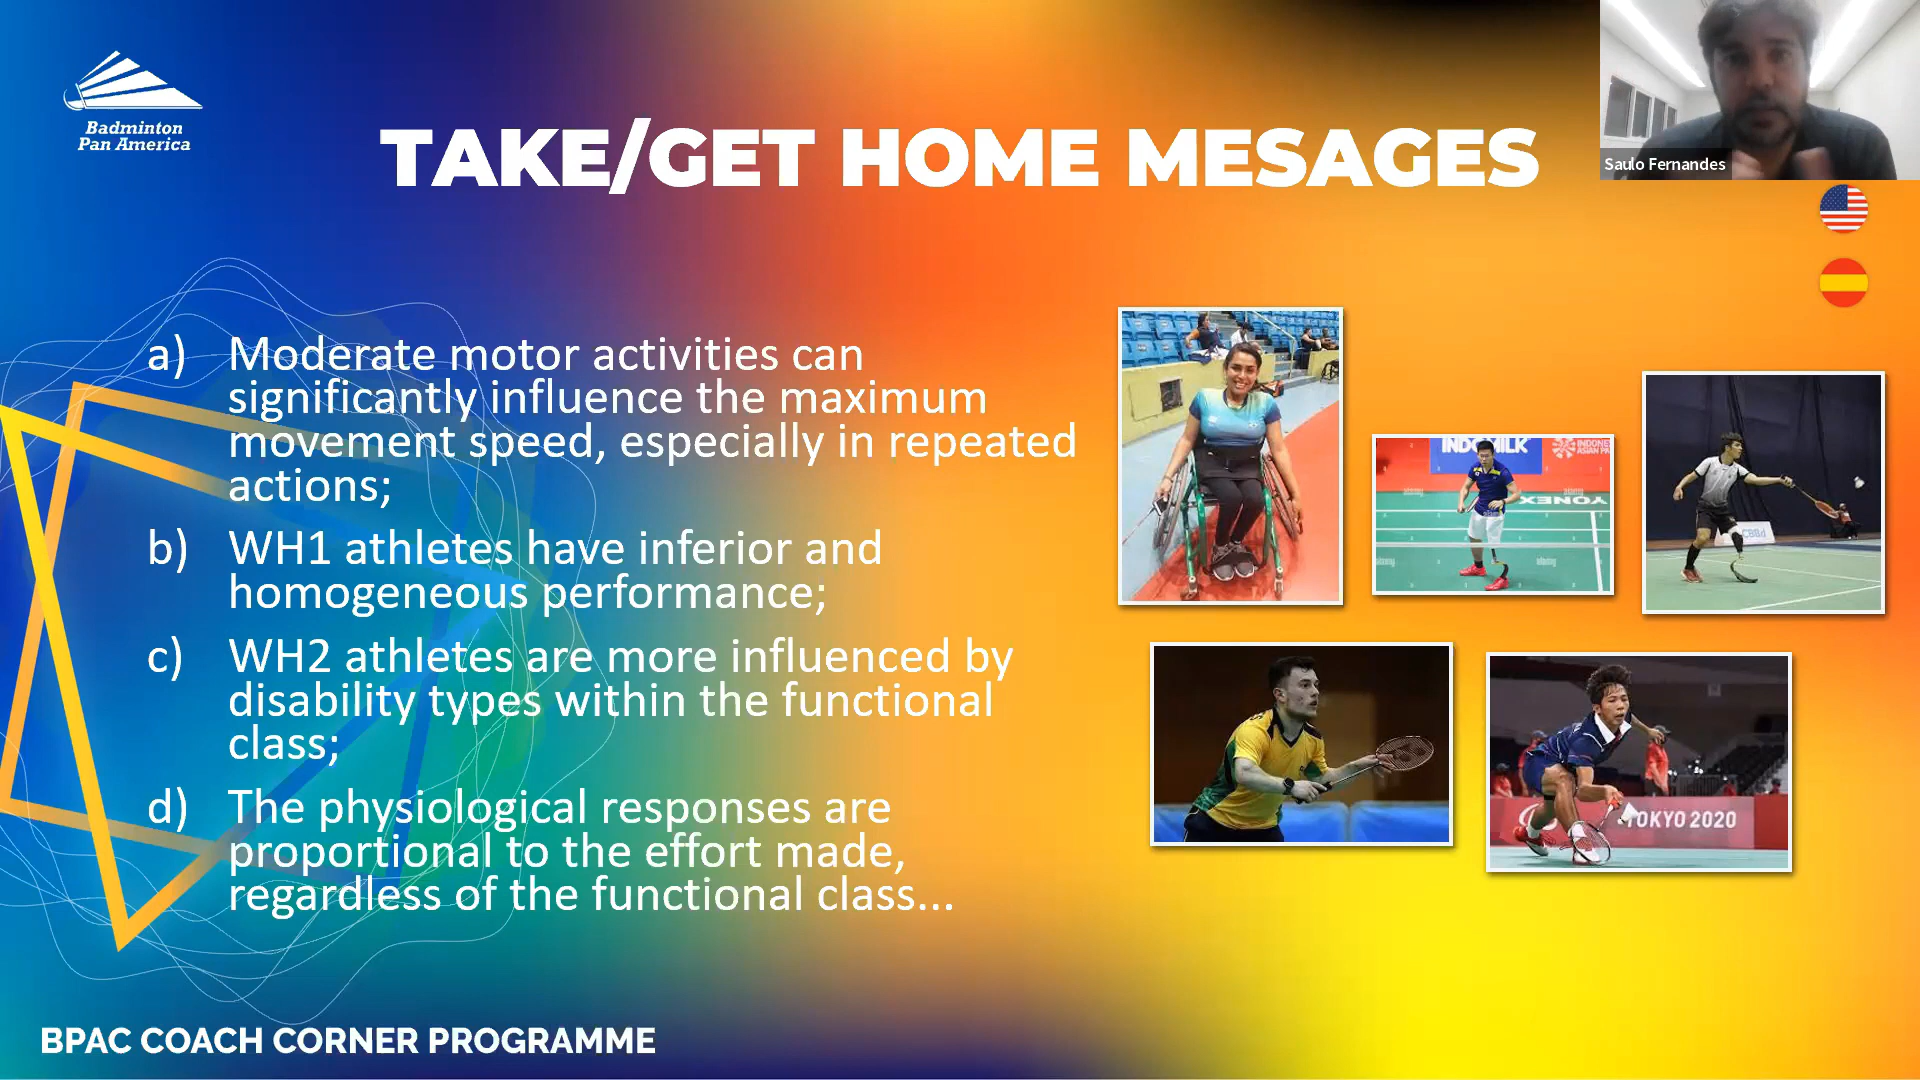 Badminton
Pan America
TAKE/GET HOME MESAGES
Saulo Fernandes
a) Moderate motor activities can
significantly influence the maximum
movement speed, especially in repeated
actions;
b) WH1 athletes have inferior and
homogeneous performance;
c) WH2 athletes are more influenced by
disability types within the functional
class;
d) The physiological responses are
proportional to the effort made,
regardless of the functional class...
INDOMILK
YONEX
alamy
TOKYO 2020
BPAC COACH CORNER PROGRAMME